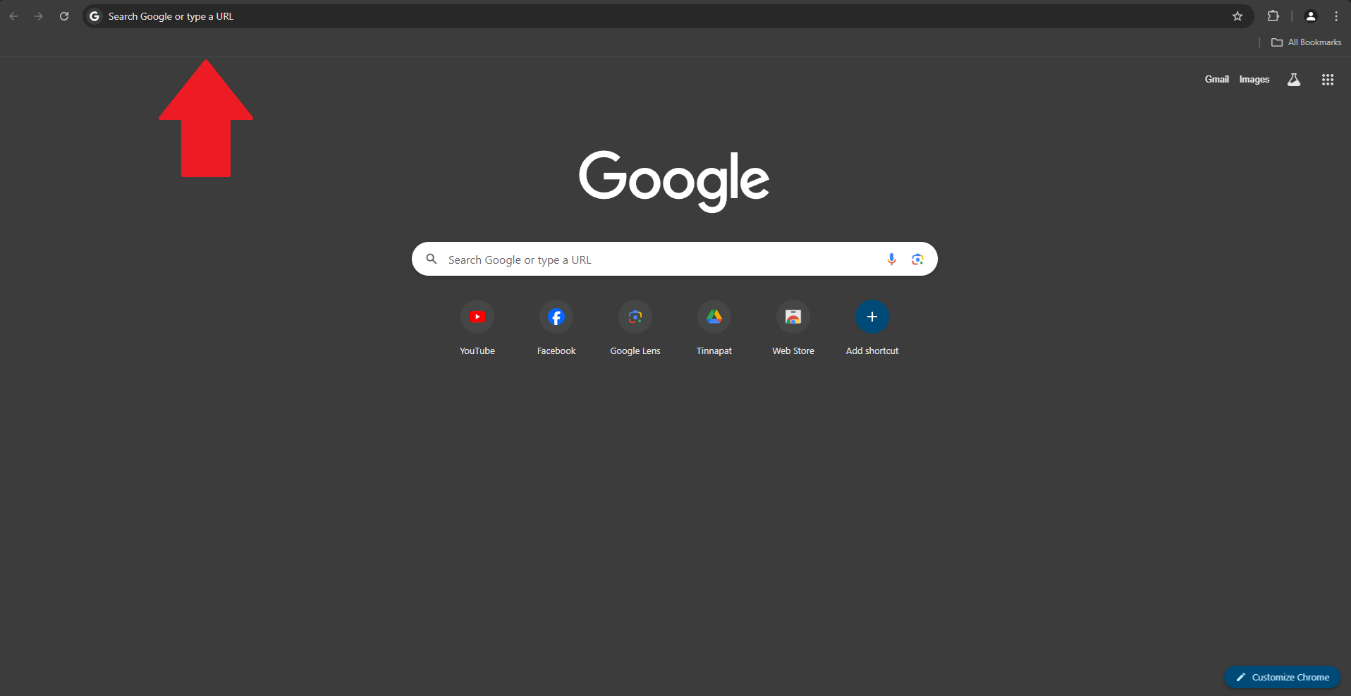 Search Google or type a URL
All Bookmarks
Gmail Images
Google
Search Google or type a URL
YouTube Facebook Google Lens Tinnapat Web Store Add shortcut
Customize Chrome